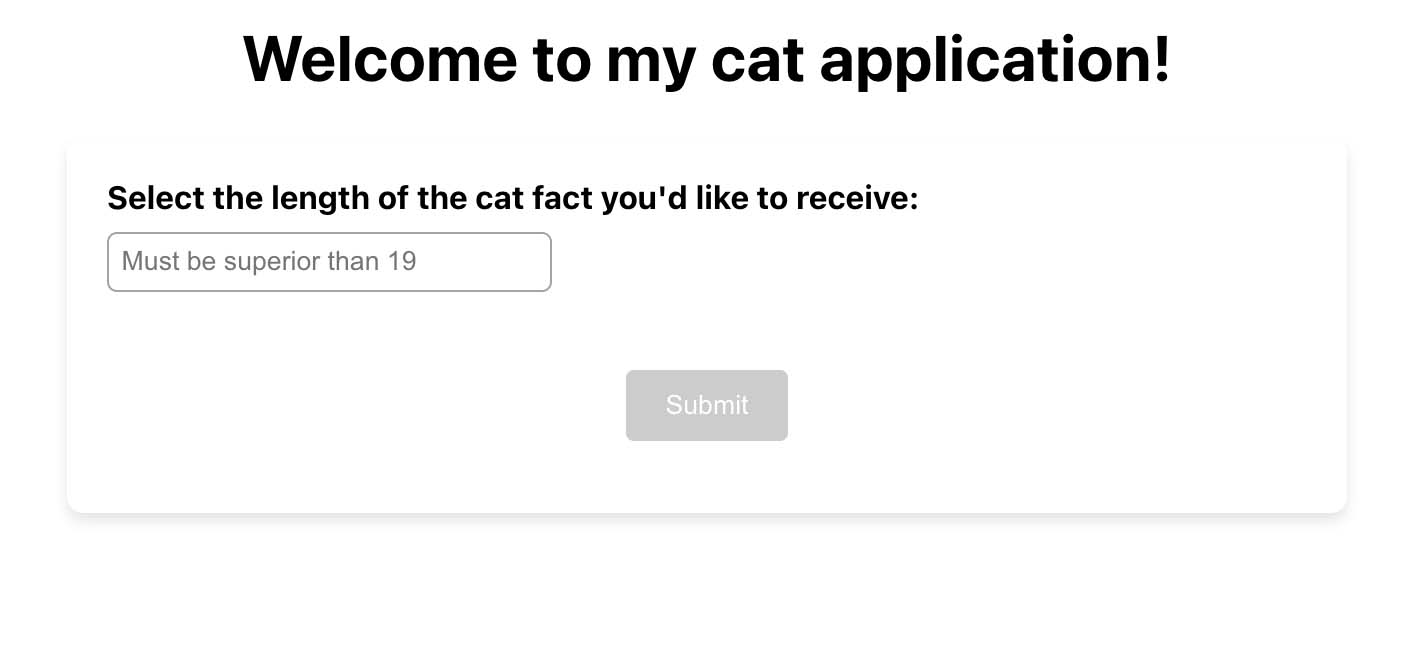 Welcome to my cat application!
Select the length of the cat fact you'd like to receive:
Must be superior than 19
Submit